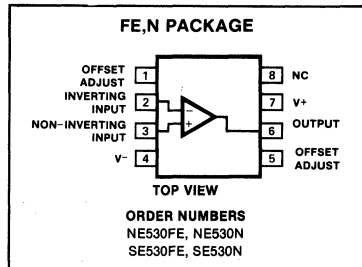 FE,N PACKAGE
OFFSET
ADJUST
1
8
NC
INVERTING
INPUT
2
7
V+
NON-INVERTING
INPUT
3
6
OUTPUT
V-
4
5
OFFSET
ADJUST
-
+
TOP VIEW
ORDER NUMBERS
NE530FE, NE530N
SE530FE, SE530N